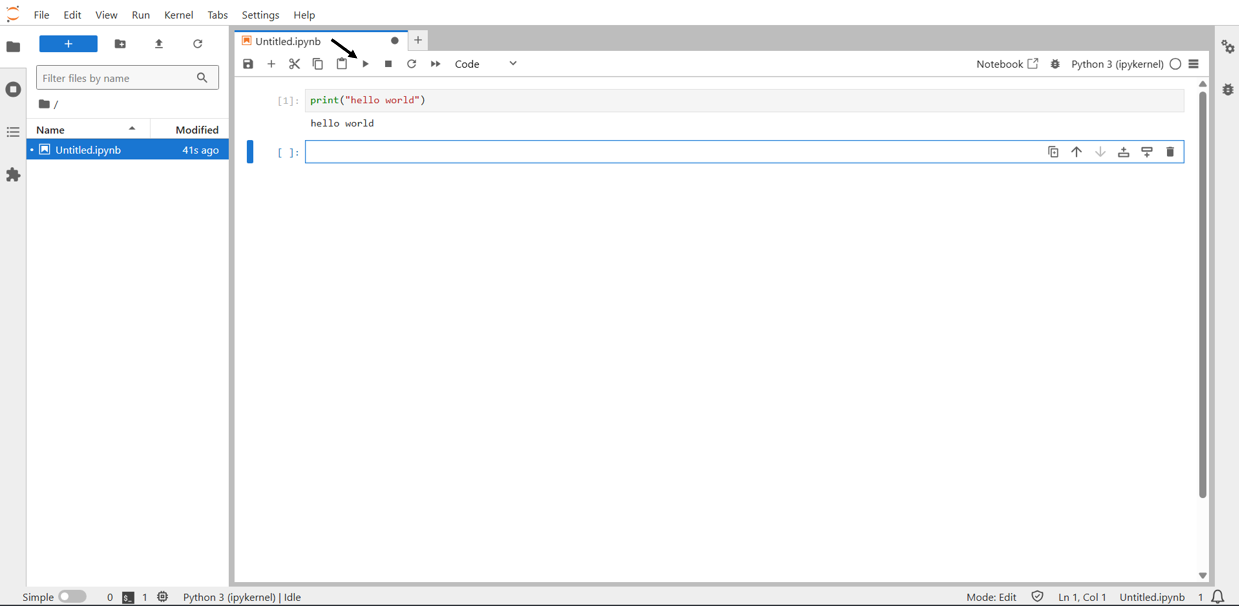 File Edit View Run Kernel Tabs Settings Help
Untitled.ipynb
Filter files by name
Code
Notebook
Python 3 (ipykernel)
/
Name Modified
Untitled.ipynb 41s ago
[1]: print("hello world")
hello world
[ ]:
Simple 0 $_ 1 Python 3 (ipykernel) | Idle
Mode: Edit Ln 1, Col 1 Untitled.ipynb 1